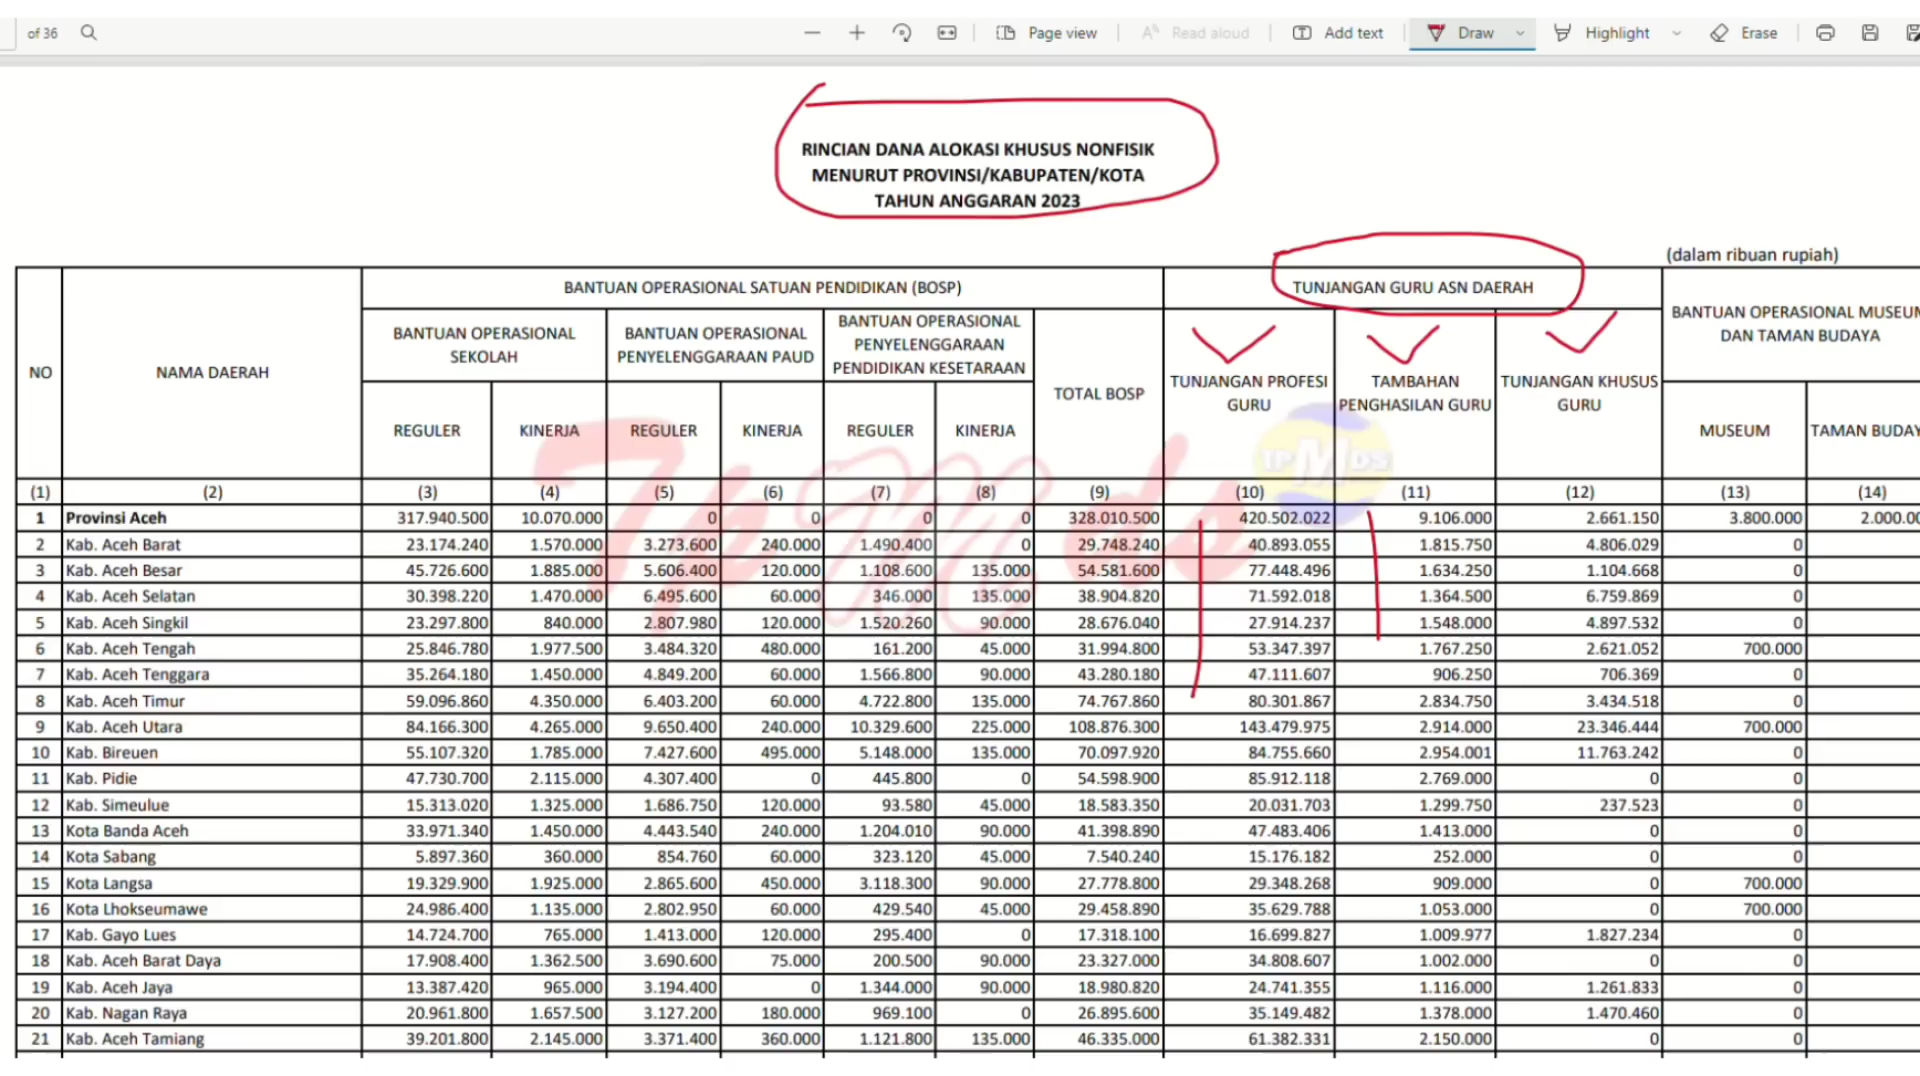 of 36 Page view Read aloud Add text Draw Highlight Erase
RINCIAN DANA ALOKASI KHUSUS NONFISIK
MENURUT PROVINSI/KABUPATEN/KOTA
TAHUN ANGGARAN 2023
(dalam ribuan rupiah)
NO
NAMA DAERAH
BANTUAN OPERASIONAL SATUAN PENDIDIKAN (BOSP)
BANTUAN OPERASIONAL
SEKOLAH
BANTUAN OPERASIONAL
PENYELENGGARAAN PAUD
BANTUAN OPERASIONAL
PENYELENGGARAAN
PENDIDIKAN KESETARAAN
REGULER KINERJA REGULER KINERJA REGULER KINERJA
TOTAL BOSP
TUNJANGAN GURU ASN DAERAH
TUNJANGAN PROFESI
GURU
TAMBAHAN
PENGHASILAN GURU
TUNJANGAN KHUSUS
GURU
BANTUAN OPERASIONAL MUSEUM
DAN TAMAN BUDAYA
MUSEUM TAMAN BUDAY
TPMDS
TpMds
(1) (2) (3) (4) (5) (6) (7) (8) (9) (10) (11) (12) (13) (14)
1 Provinsi Aceh 317.940.500 10.070.000 0 0 0 0 328.010.500 420.502.022 9.106.000 2.661.150 3.800.000 2.000.00
2 Kab. Aceh Barat 23.174.240 1.570.000 3.273.600 240.000 1.490.400 0 29.748.240 40.893.055 1.815.750 4.806.029 0
3 Kab. Aceh Besar 45.726.600 1.885.000 5.606.400 120.000 1.108.600 135.000 54.581.600 77.448.496 1.634.250 1.104.668 0
4 Kab. Aceh Selatan 30.398.220 1.470.000 6.495.600 60.000 346.000 135.000 38.904.820 71.592.018 1.364.500 6.759.869 0
5 Kab. Aceh Singkil 23.297.800 840.000 2.807.980 120.000 1.520.260 90.000 28.676.040 27.914.237 1.548.000 4.897.532 0
6 Kab. Aceh Tengah 25.846.780 1.977.500 3.484.320 480.000 161.200 45.000 31.994.800 53.347.397 1.767.250 2.621.052 700.000
7 Kab. Aceh Tenggara 35.264.180 1.450.000 4.849.200 60.000 1.566.800 90.000 43.280.180 47.111.607 906.250 706.369 0
8 Kab. Aceh Timur 59.096.860 4.350.000 6.403.200 60.000 4.722.800 135.000 74.767.860 80.301.867 2.834.750 3.434.518 0
9 Kab. Aceh Utara 84.166.300 4.265.000 9.650.400 240.000 10.329.600 225.000 108.876.300 143.479.975 2.914.000 23.346.444 700.000
10 Kab. Bireuen 55.107.320 1.785.000 7.427.600 495.000 5.148.000 135.000 70.097.920 84.755.660 2.954.001 11.763.242 0
11 Kab. Pidie 47.730.700 2.115.000 4.307.400 0 445.800 0 54.598.900 85.912.118 2.769.000 0 0
12 Kab. Simeulue 15.313.020 1.325.000 1.686.750 120.000 93.580 45.000 18.583.350 20.031.703 1.299.750 237.523 0
13 Kota Banda Aceh 33.971.340 1.450.000 4.443.540 240.000 1.204.010 90.000 41.398.890 47.483.406 1.413.000 0 0
14 Kota Sabang 5.897.360 360.000 854.760 60.000 323.120 45.000 7.540.240 15.176.182 252.000 0 0
15 Kota Langsa 19.329.900 1.925.000 2.865.600 450.000 3.118.300 90.000 27.778.800 29.348.268 909.000 0 700.000
16 Kota Lhokseumawe 24.986.400 1.135.000 2.802.950 60.000 429.540 45.000 29.458.890 35.629.788 1.053.000 0 700.000
17 Kab. Gayo Lues 14.724.700 765.000 1.413.000 120.000 295.400 0 17.318.100 16.699.827 1.009.977 1.827.234 0
18 Kab. Aceh Barat Daya 17.908.400 1.362.500 3.690.600 75.000 200.500 90.000 23.327.000 34.808.607 1.002.000 0 0
19 Kab. Aceh Jaya 13.387.420 965.000 3.194.400 0 1.344.000 90.000 18.980.820 24.741.355 1.116.000 1.261.833 0
20 Kab. Nagan Raya 20.961.800 1.657.500 3.127.200 180.000 969.100 0 26.895.600 35.149.482 1.378.000 1.470.460 0
21 Kab. Aceh Tamiang 39.201.800 2.145.000 3.371.400 360.000 1.121.800 135.000 46.335.000 61.382.331 2.150.000 0 0